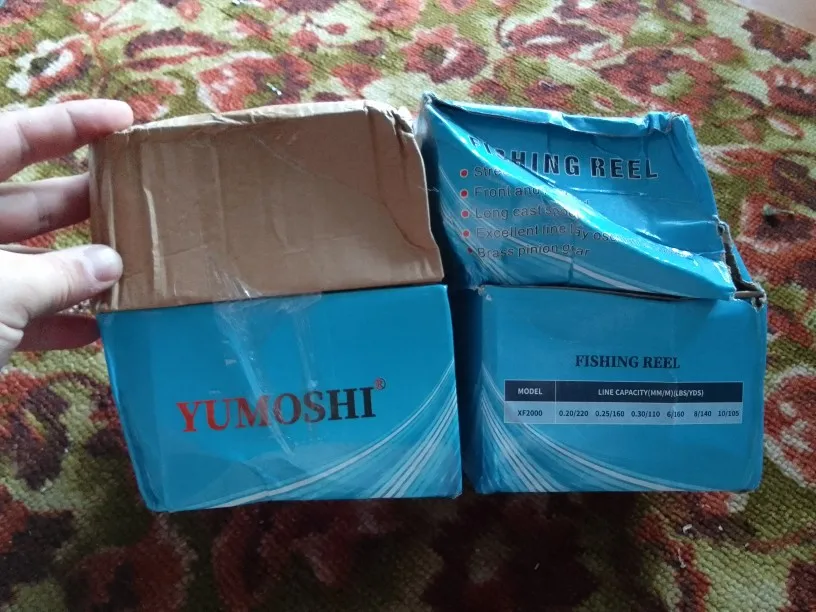 FISHING REEL
Front and
Long cast spool
Excellent line lay
Brass pinion gear
YUMOSHI®
FISHING REEL
MODEL LINE CAPACITY(MM/M)(LBS/YDS)
XF2000 0.20/220 0.25/160 0.30/110 6/160 8/140 10/105